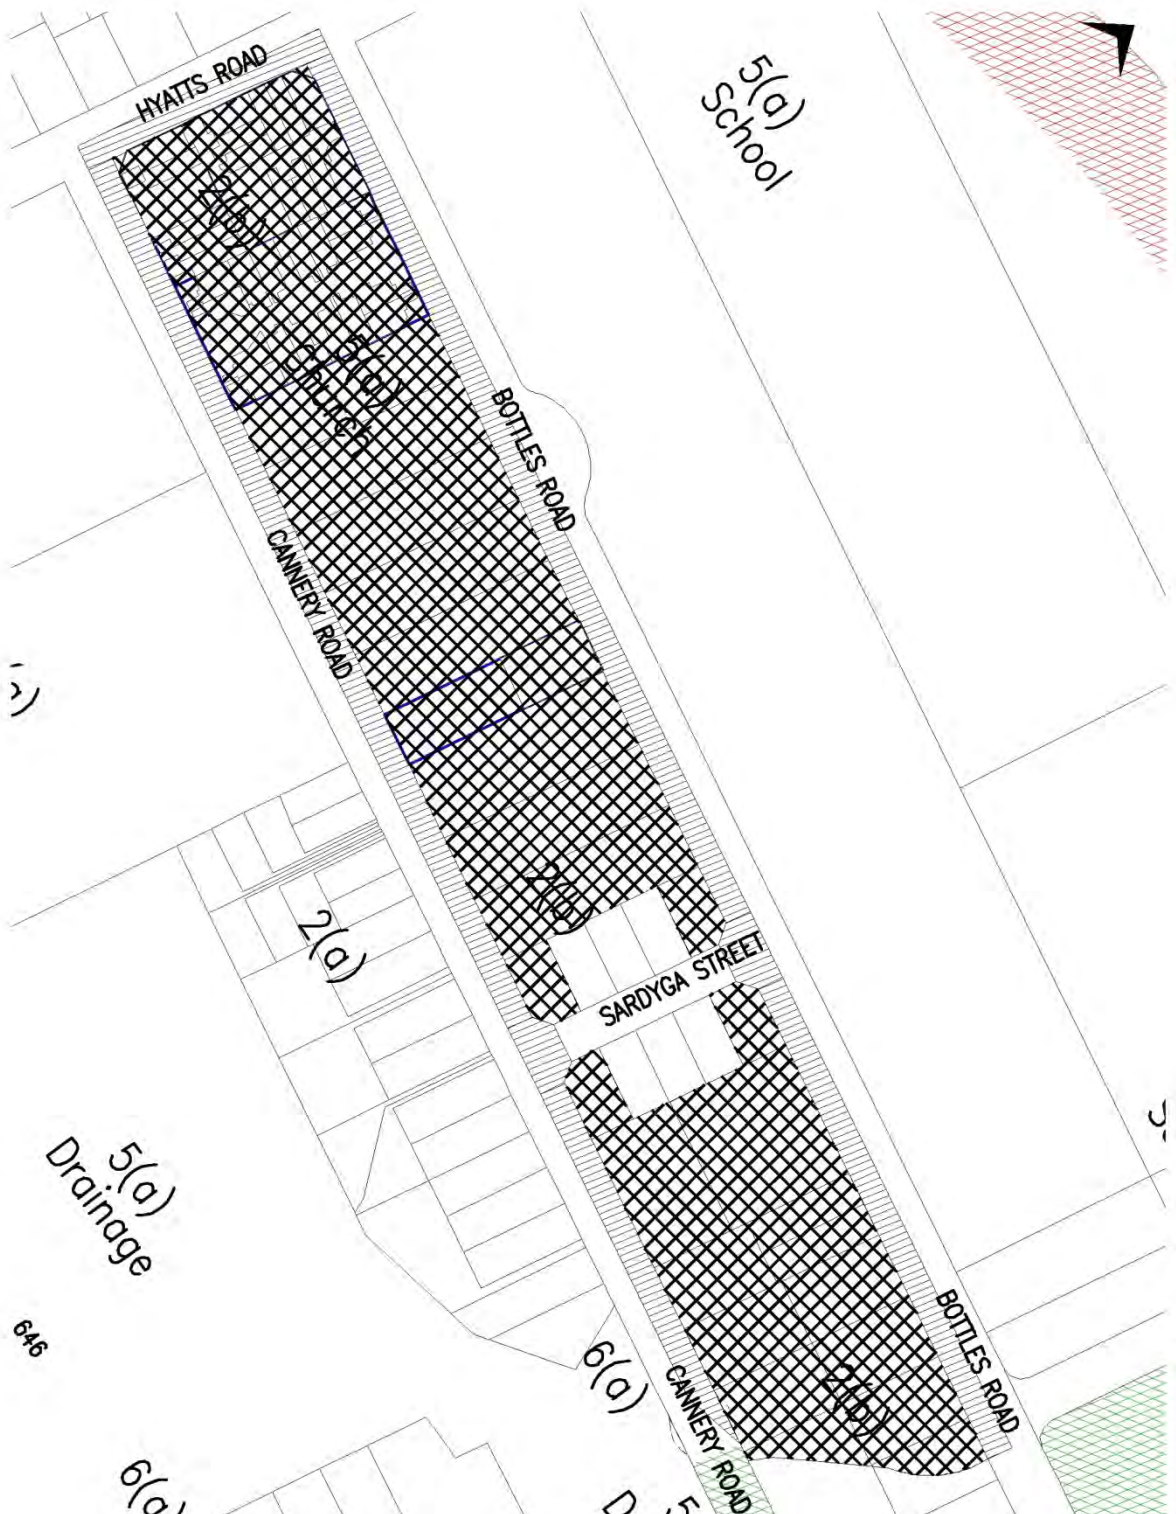 HYATTS ROAD
5(a)
School
2(b)
5(a)
Church
BOTTLES ROAD
CANNERY ROAD
2(b)
2(a)
SARDYGA STREET
5(a)
Drainage
646
6(a)
BOTTLES ROAD
2(b)
CANNERY ROAD